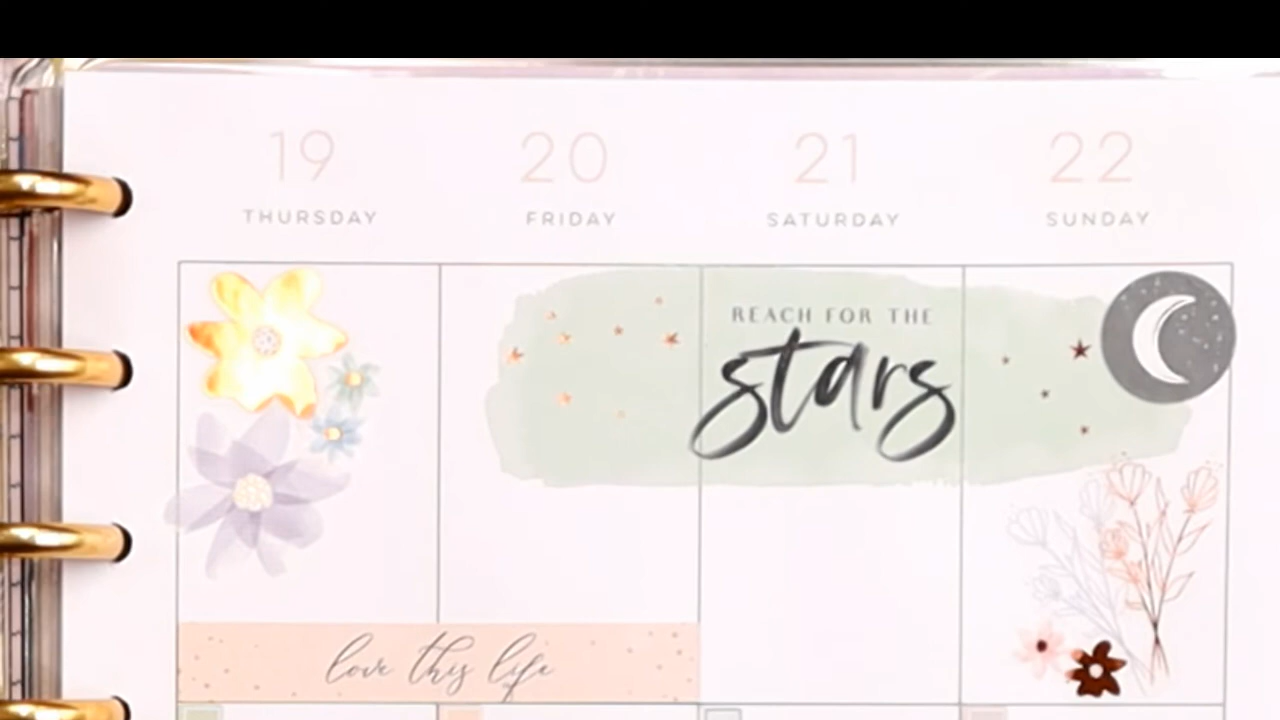 19 20 21 22
THURSDAY FRIDAY SATURDAY SUNDAY
REACH FOR THE
stars
love this life